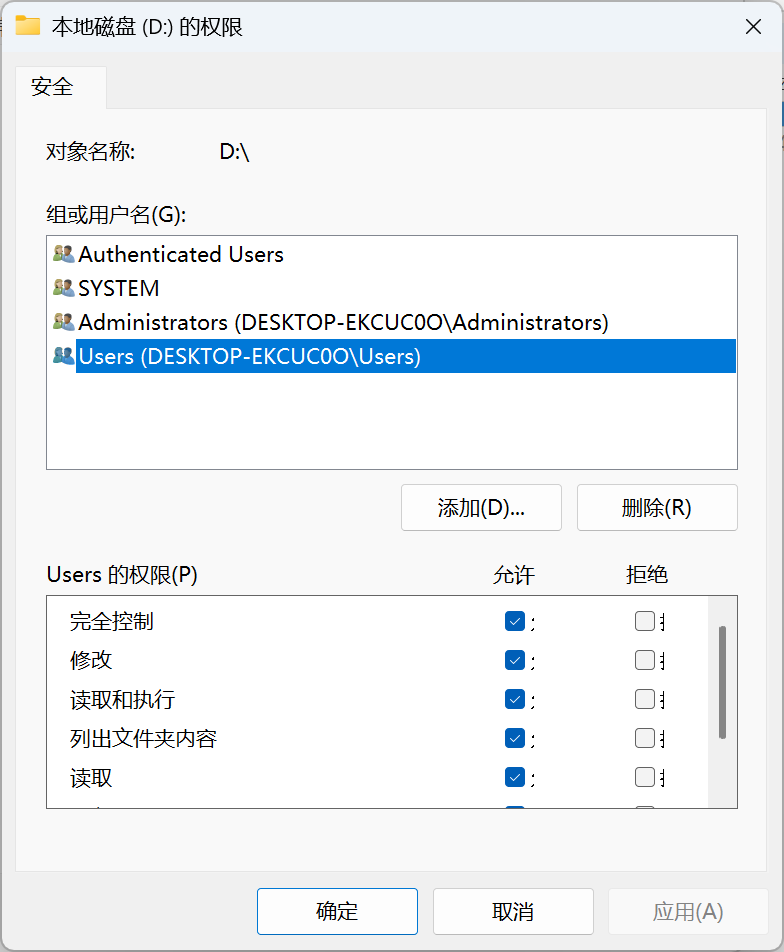 本地磁盘 (D:) 的权限
安全
对象名称: D:\
组或用户名(G):
Authenticated Users
SYSTEM
Administrators (DESKTOP-EKCUC0O\Administrators)
Users (DESKTOP-EKCUC0O\Users)
添加(D)... 删除(R)
Users 的权限(P) 允许 拒绝
完全控制
修改
读取和执行
列出文件夹内容
读取
确定 取消 应用(A)